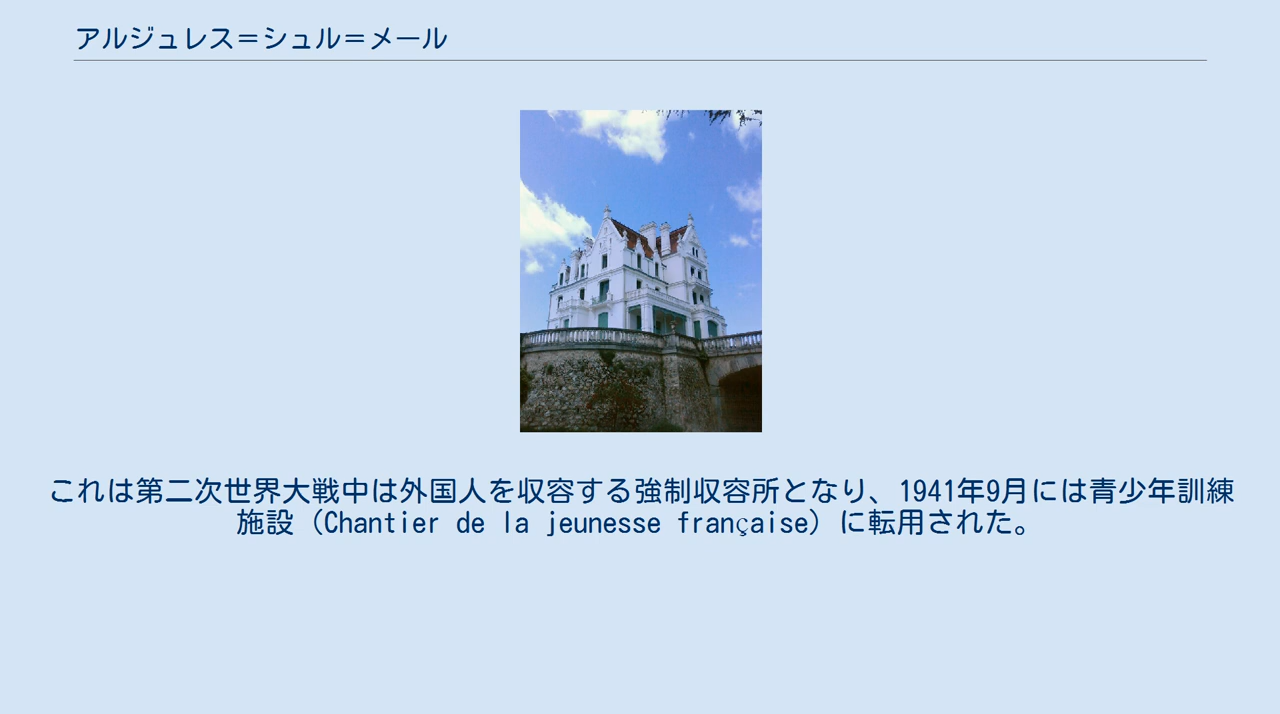 アルジュレス＝シュル＝メール
これは第二次世界大戦中は外国人を収容する強制収容所となり、1941年9月には青少年訓練
施設（Chantier de la jeunesse française）に転用された。